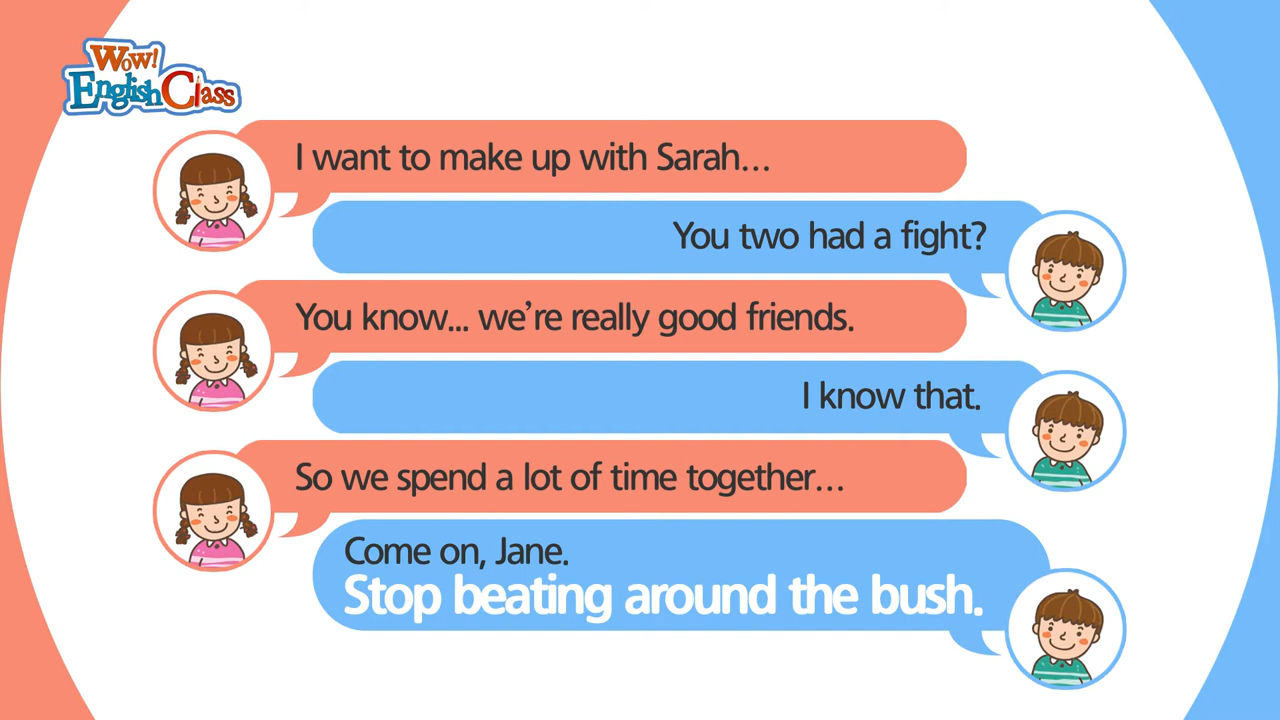 Wow!
English Class
I want to make up with Sarah...
You two had a fight?
You know... we're really good friends.
I know that.
So we spend a lot of time together...
Come on, Jane.
Stop beating around the bush.